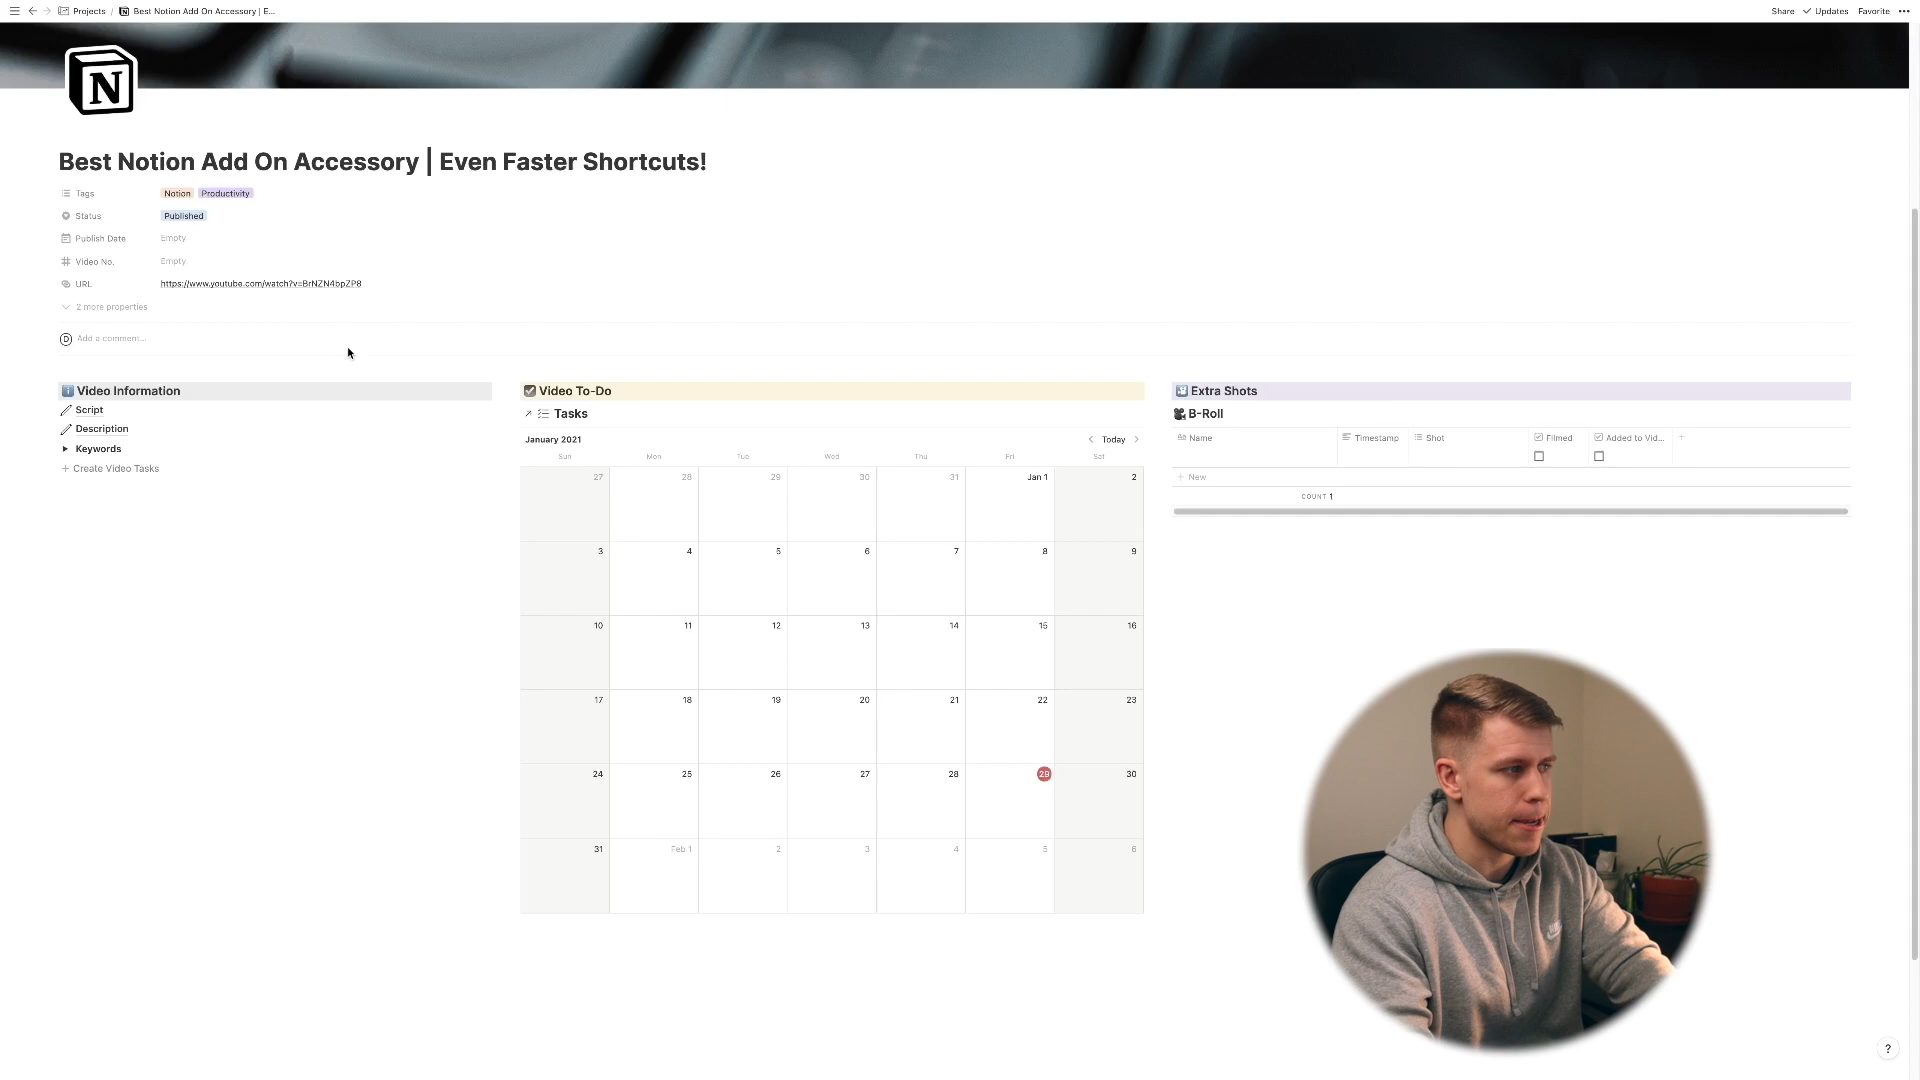 Projects / Best Notion Add On Accessory | E...
Share Updates Favorite
N
Best Notion Add On Accessory | Even Faster Shortcuts!
Tags Notion Productivity
Status Published
Publish Date Empty
Video No. Empty
URL https://www.youtube.com/watch?v=BrNZN4bpZP8
2 more properties
D Add a comment...
Video Information
Script
Description
Keywords
+ Create Video Tasks
Video To-Do
Tasks
January 2021 Today
Sun Mon Tue Wed Thu Fri Sat
27 28 29 30 31 Jan 1 2
3 4 5 6 7 8 9
10 11 12 13 14 15 16
17 18 19 20 21 22 23
24 25 26 27 28 29 30
31 Feb 1 2 3 4 5 6
Extra Shots
B-Roll
Aa Name Timestamp Shot Filmed Added to Vid... +
+ New
COUNT 1
?